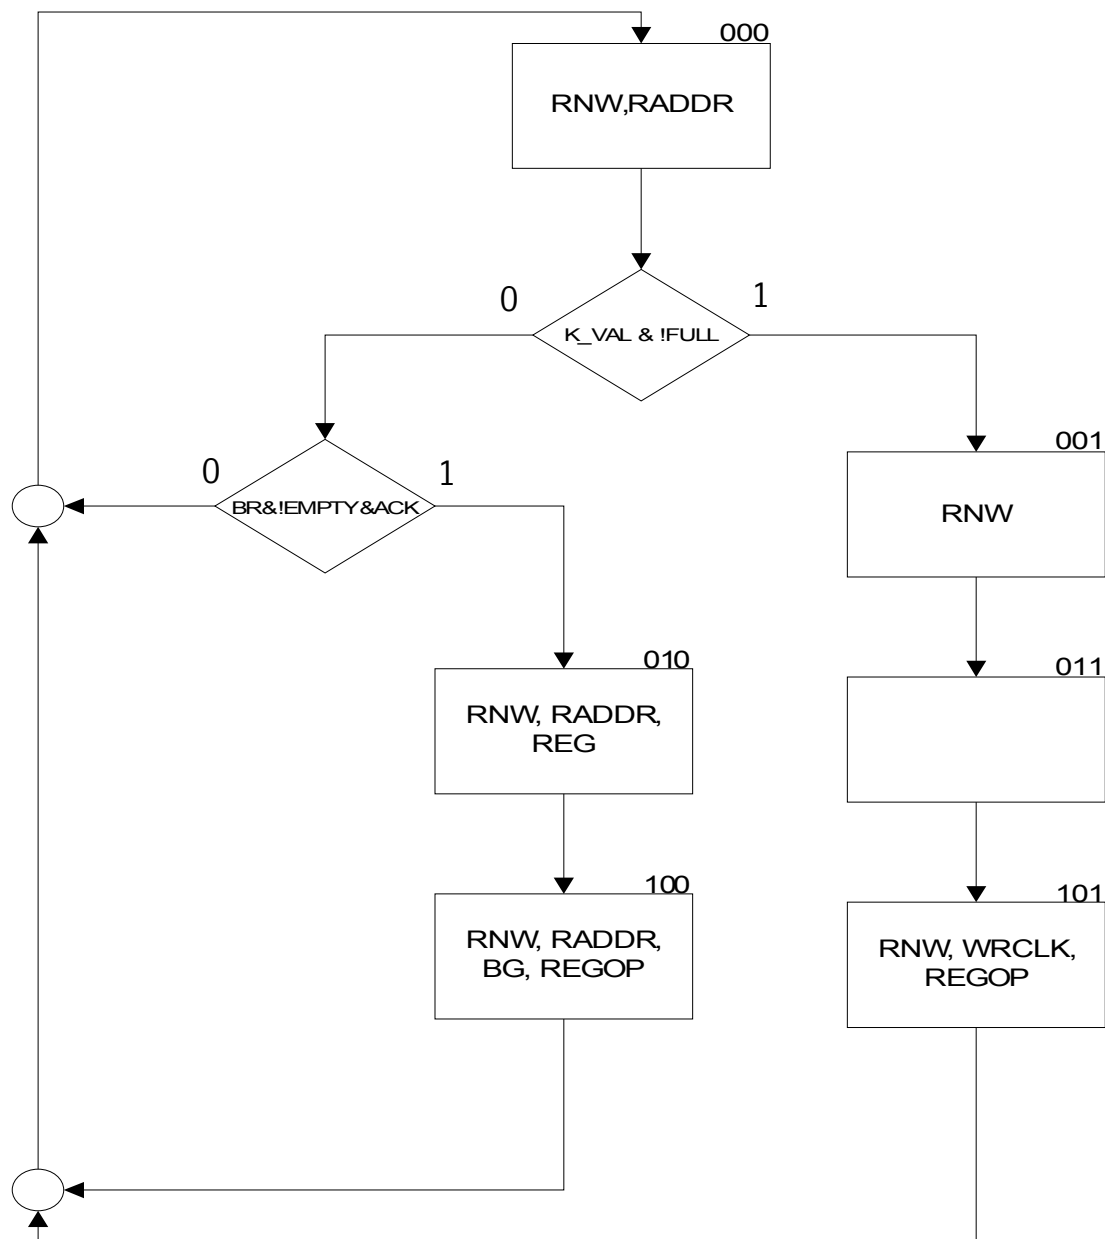 000
RNW,RADDR
0
1
K_VAL & !FULL
001
0
1
BR&!EMPTY&ACK
RNW
010
011
RNW, RADDR,
REG
100
101
RNW, RADDR,
BG, REGOP
RNW, WRCLK,
REGOP